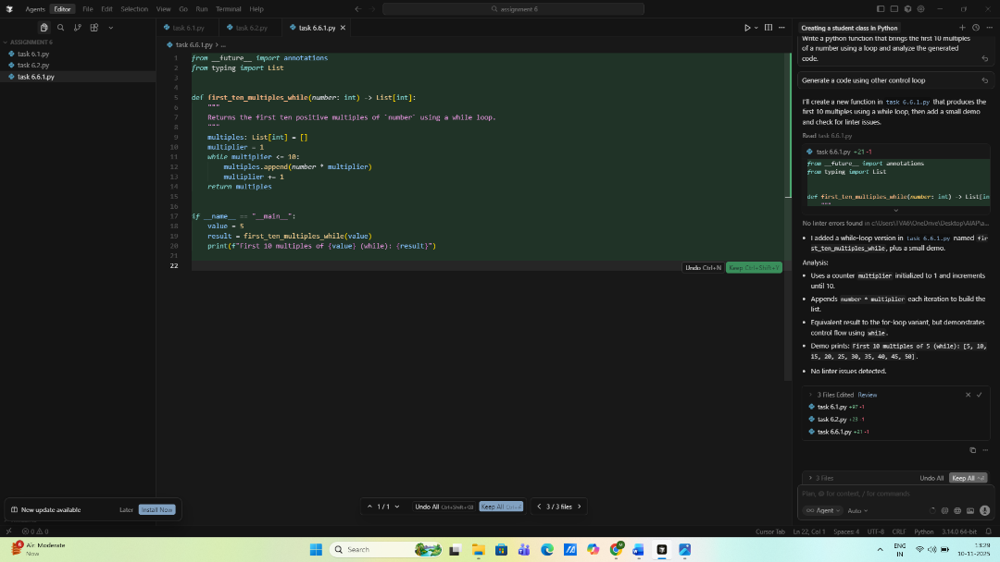 Agents Editor File Edit Selection View Go Run Terminal Help
assignment 6
task 6.1.py task 6.2.py task 6.6.1.py
ASSIGNMENT 6
task 6.1.py
task 6.2.py
task 6.6.1.py
task 6.6.1.py > ...
1 from __future__ import annotations
2 from typing import List
3
4
5 def first_ten_multiples_while(number: int) -> List[int]:
6 """
7 Returns the first ten positive multiples of `number` using a while loop.
8 """
9 multiples: List[int] = []
10 multiplier = 1
11 while multiplier <= 10:
12 multiples.append(number * multiplier)
13 multiplier += 1
14 return multiples
15
16
17 if __name__ == "__main__":
18 value = 5
19 result = first_ten_multiples_while(value)
20 print(f"First 10 multiples of {value} (while): {result}")
21
22
Undo Ctrl+N Keep Ctrl+Shift+Y
1 / 1 Undo All Ctrl+Shift+⌫ Keep All 3 / 3 files
New update available Later Install Now
Creating a student class in Python
Write a python function that brings the first 10 multiples
of a number using a loop and analyze the generated
code.
Generate a code using other control loop
I'll create a new function in task 6.6.1.py that produces the
first 10 multiples using a while loop, then add a small demo
and check for linter issues.
Read task 6.6.1.py
task 6.6.1.py +21 -1
from __future__ import annotations
from typing import List
def first_ten_multiples_while(number: int) -> List[in
"""
No linter errors found in c:\Users\TVA6\OneDrive\Desktop\AIAP\a...
• I added a while-loop version in task 6.6.1.py named fir
st_ten_multiples_while, plus a small demo.
Analysis:
• Uses a counter multiplier initialized to 1 and increments
until 10.
• Appends number * multiplier each iteration to build the
list.
• Equivalent result to the for-loop variant, but demonstrates
control flow using while.
• Demo prints: First 10 multiples of 5 (while): [5, 10,
15, 20, 25, 30, 35, 40, 45, 50].
• No linter issues detected.
3 Files Edited Review
task 6.1.py +97 -1
task 6.2.py +23 -1
task 6.6.1.py +21 -1
3 Files Undo All Keep All
Plan, @ for context, / for commands
Agent Auto
0 0 Cursor Tab Ln 22, Col 1 Spaces: 4 UTF-8 CRLF Python 3.14.0 64-bit
6 Air: Moderate
Now
Search
ENG
IN
13:29
10-11-2025